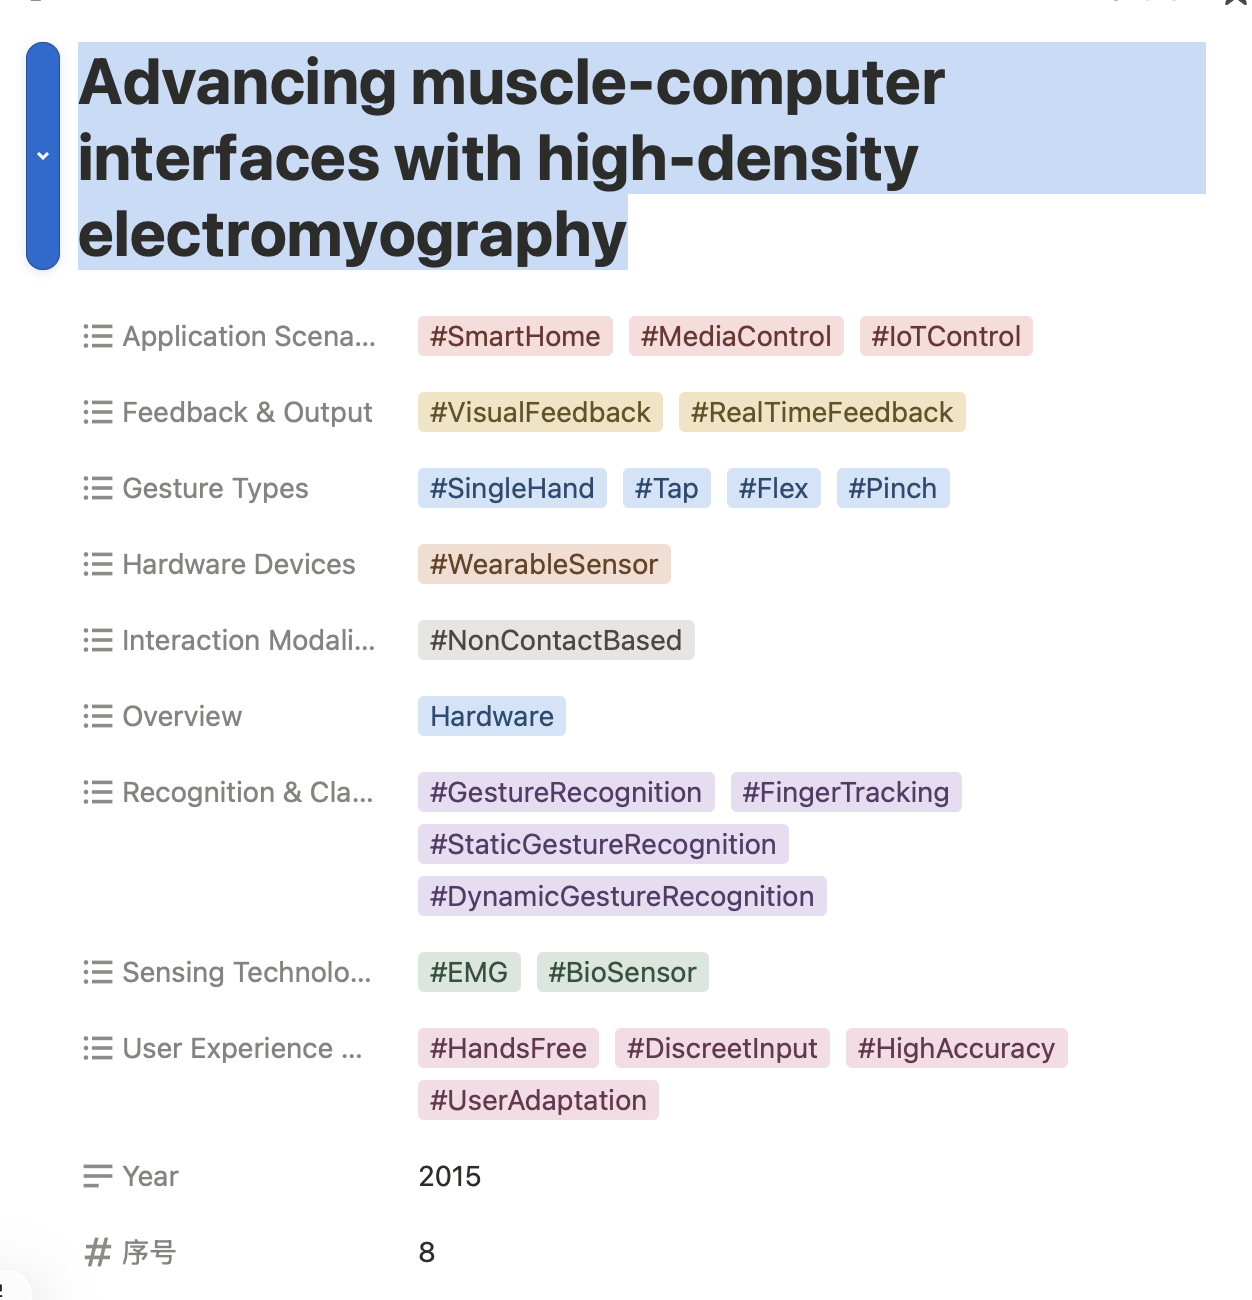 Advancing muscle-computer
interfaces with high-density
electromyography
Application Scena... #SmartHome #MediaControl #IoTControl
Feedback & Output #VisualFeedback #RealTimeFeedback
Gesture Types #SingleHand #Tap #Flex #Pinch
Hardware Devices #WearableSensor
Interaction Modali... #NonContactBased
Overview Hardware
Recognition & Cla... #GestureRecognition #FingerTracking
#StaticGestureRecognition
#DynamicGestureRecognition
Sensing Technolo... #EMG #BioSensor
User Experience ... #HandsFree #DiscreetInput #HighAccuracy
#UserAdaptation
Year 2015
序号 8